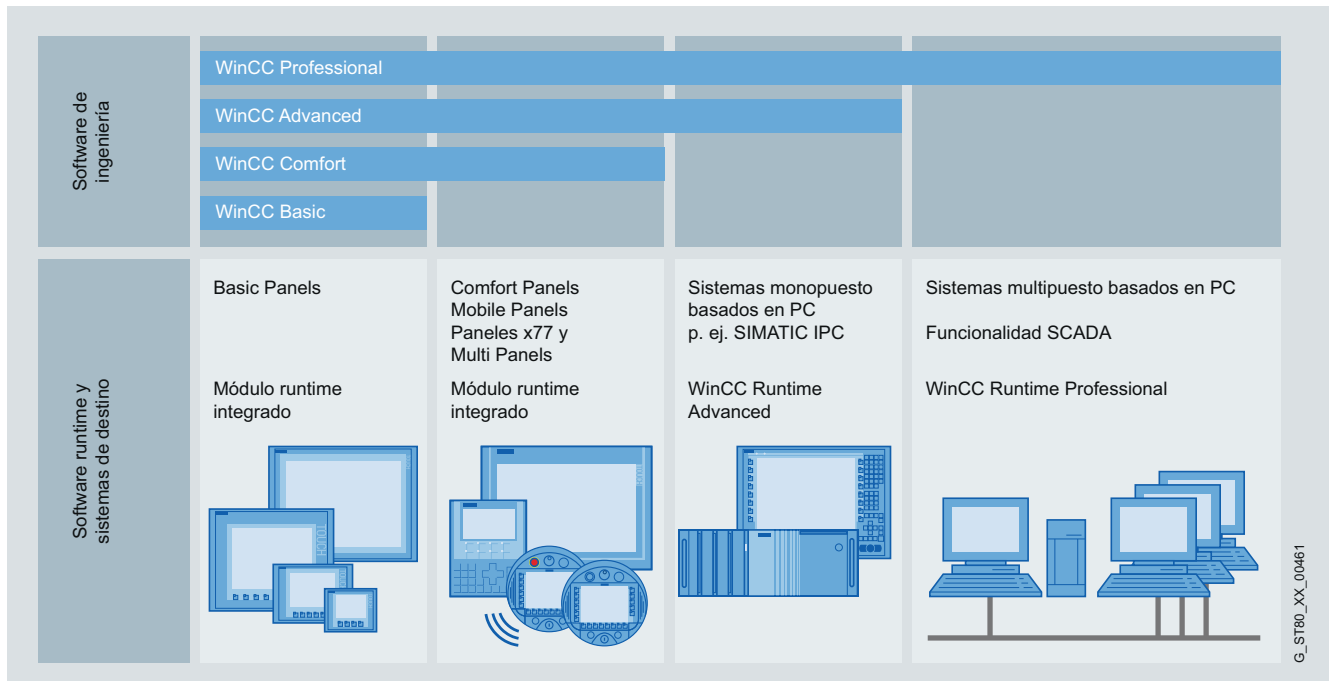 Software de
ingeniería
WinCC Professional
WinCC Advanced
WinCC Comfort
WinCC Basic
Software runtime y
sistemas de destino
Basic Panels
Módulo runtime
integrado
Comfort Panels
Mobile Panels
Paneles x77 y
Multi Panels
Módulo runtime
integrado
Sistemas monopuesto
basados en PC
p. ej. SIMATIC IPC
WinCC Runtime
Advanced
Sistemas multipuesto basados en PC
Funcionalidad SCADA
WinCC Runtime Professional
TOUCH
G_ST80_XX_00461